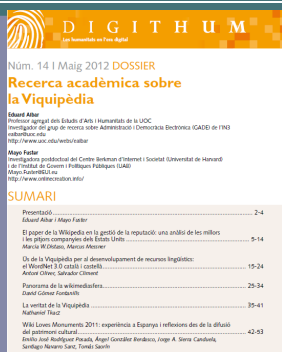 DIGITHUM
Les humanitats en l'era digital
Núm. 14 I Maig 2012 DOSSIER
Recerca acadèmica sobre
la Viquipèdia
Eduard Aibar
Professor agregat dels Estudis d'Arts i Humanitats de la UOC
Investigador del grup de recerca sobre Administració i Democràcia Electrònica (GADE) de l'IN3
eaibar@uoc.edu
http://www.uoc.edu/webs/eaibar
Mayo Fuster
Investigadora postdoctoral del Centre Berkman d'Internet i Societat (Universitat de Harvard)
i de l'Institut de Govern i Polítiques Públiques (UAB)
Mayo.Fuster@EUI.eu
http://www.onlinecreation.info/
SUMARI
Presentació 2-4
Eduard Aibar i Mayo Fuster
El paper de la Wikipedia en la gestió de la reputació: una anàlisi de les millors
i les pitjors companyies dels Estats Units 5-14
Marcia W. DiStaso, Marcus Messner
Ús de la Viquipèdia per al desenvolupament de recursos lingüístics:
el WordNet 3.0 català i castellà 15-24
Antoni Oliver, Salvador Climent
Panorama de la wikimediasfera 25-34
David Gómez Fontanills
La veritat de la Viquipèdia 35-41
Nathaniel Tkacz
Wiki Loves Monuments 2011: experiència a Espanya i reflexions des de la difusió
del patrimoni cultural 42-53
Emilio José Rodríguez Posada, Ángel González Berdasco, Jorge A. Sierra Canduela,
Santiago Navarro Sanz, Tomás Saorín